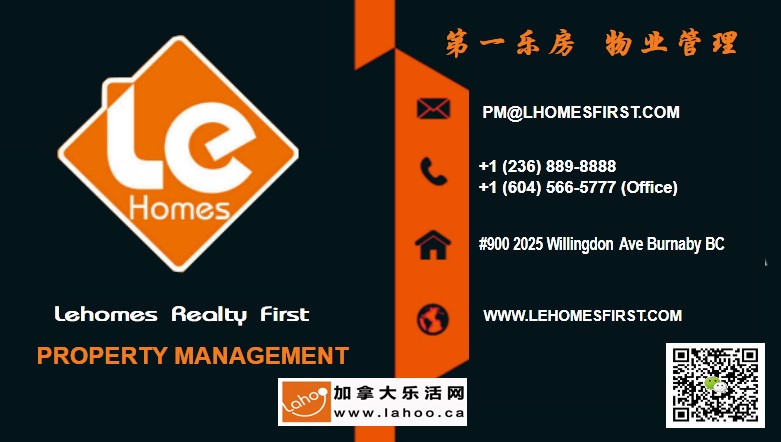 Le
Homes
Lehomes Realty First
PROPERTY MANAGEMENT
第一乐房 物业管理
PM@LHOMESFIRST.COM
+1 (236) 889-8888
+1 (604) 566-5777 (Office)
#900 2025 Willingdon Ave Burnaby BC
WWW.LEHOMESFIRST.COM
Lahoo
加拿大乐活网
www.lahoo.ca